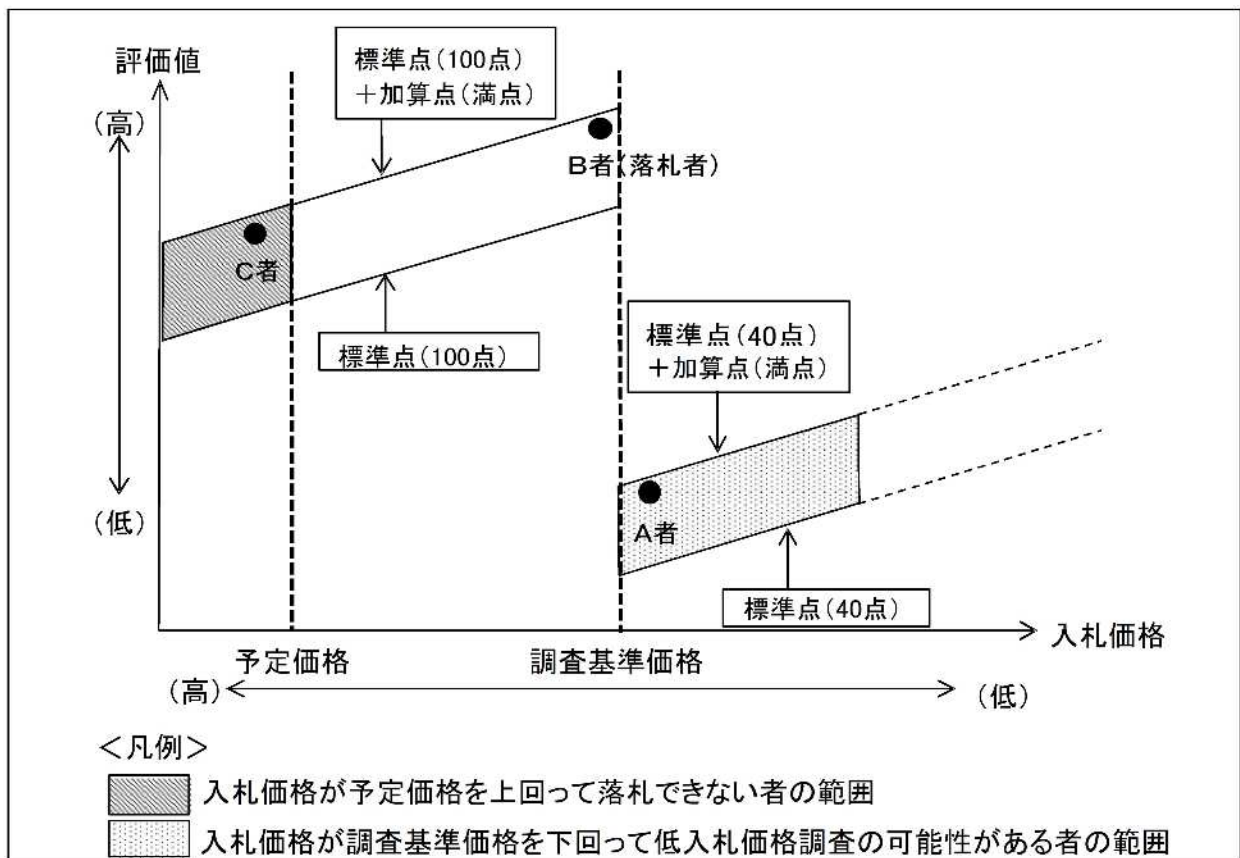 評価値
(高)
(低)
標準点(100点)
+加算点(満点)
B者(落札者)
C者
標準点(100点)
標準点(40点)
+加算点(満点)
A者
標準点(40点)
入札価格
予定価格
調査基準価格
(高)
(低)
<凡例>
入札価格が予定価格を上回って落札できない者の範囲
入札価格が調査基準価格を下回って低入札価格調査の可能性がある者の範囲